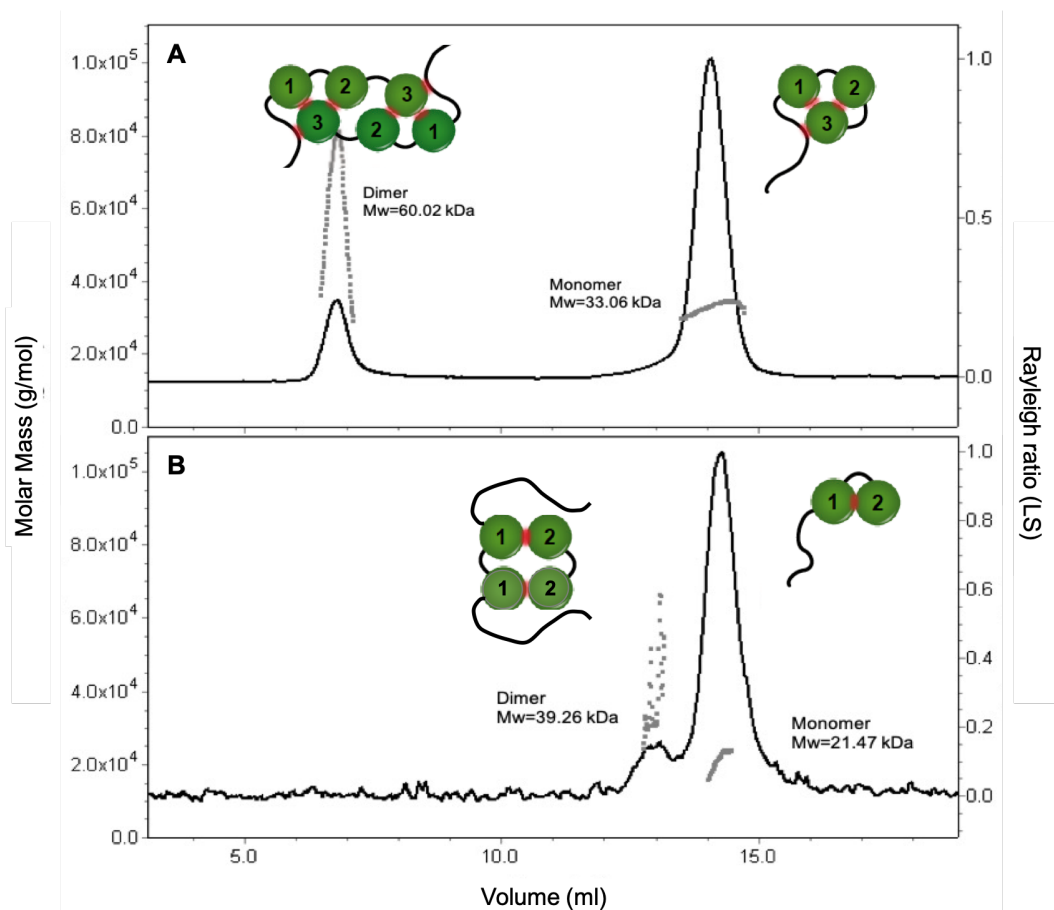 A
1.0x10⁵
8.0x10⁴
6.0x10⁴
4.0x10⁴
2.0x10⁴
0.0
1 2 3
3 2 1
Dimer
Mw=60.02 kDa
Monomer
Mw=33.06 kDa
1 2
3
1.0
0.5
0.0
B
1.0x10⁵
8.0x10⁴
6.0x10⁴
4.0x10⁴
2.0x10⁴
0.0
1 2
1 2
Dimer
Mw=39.26 kDa
1 2
Monomer
Mw=21.47 kDa
1.0
0.8
0.6
0.4
0.2
0.0
5.0 10.0 15.0
Volume (ml)
Molar Mass (g/mol)
Rayleigh ratio (LS)